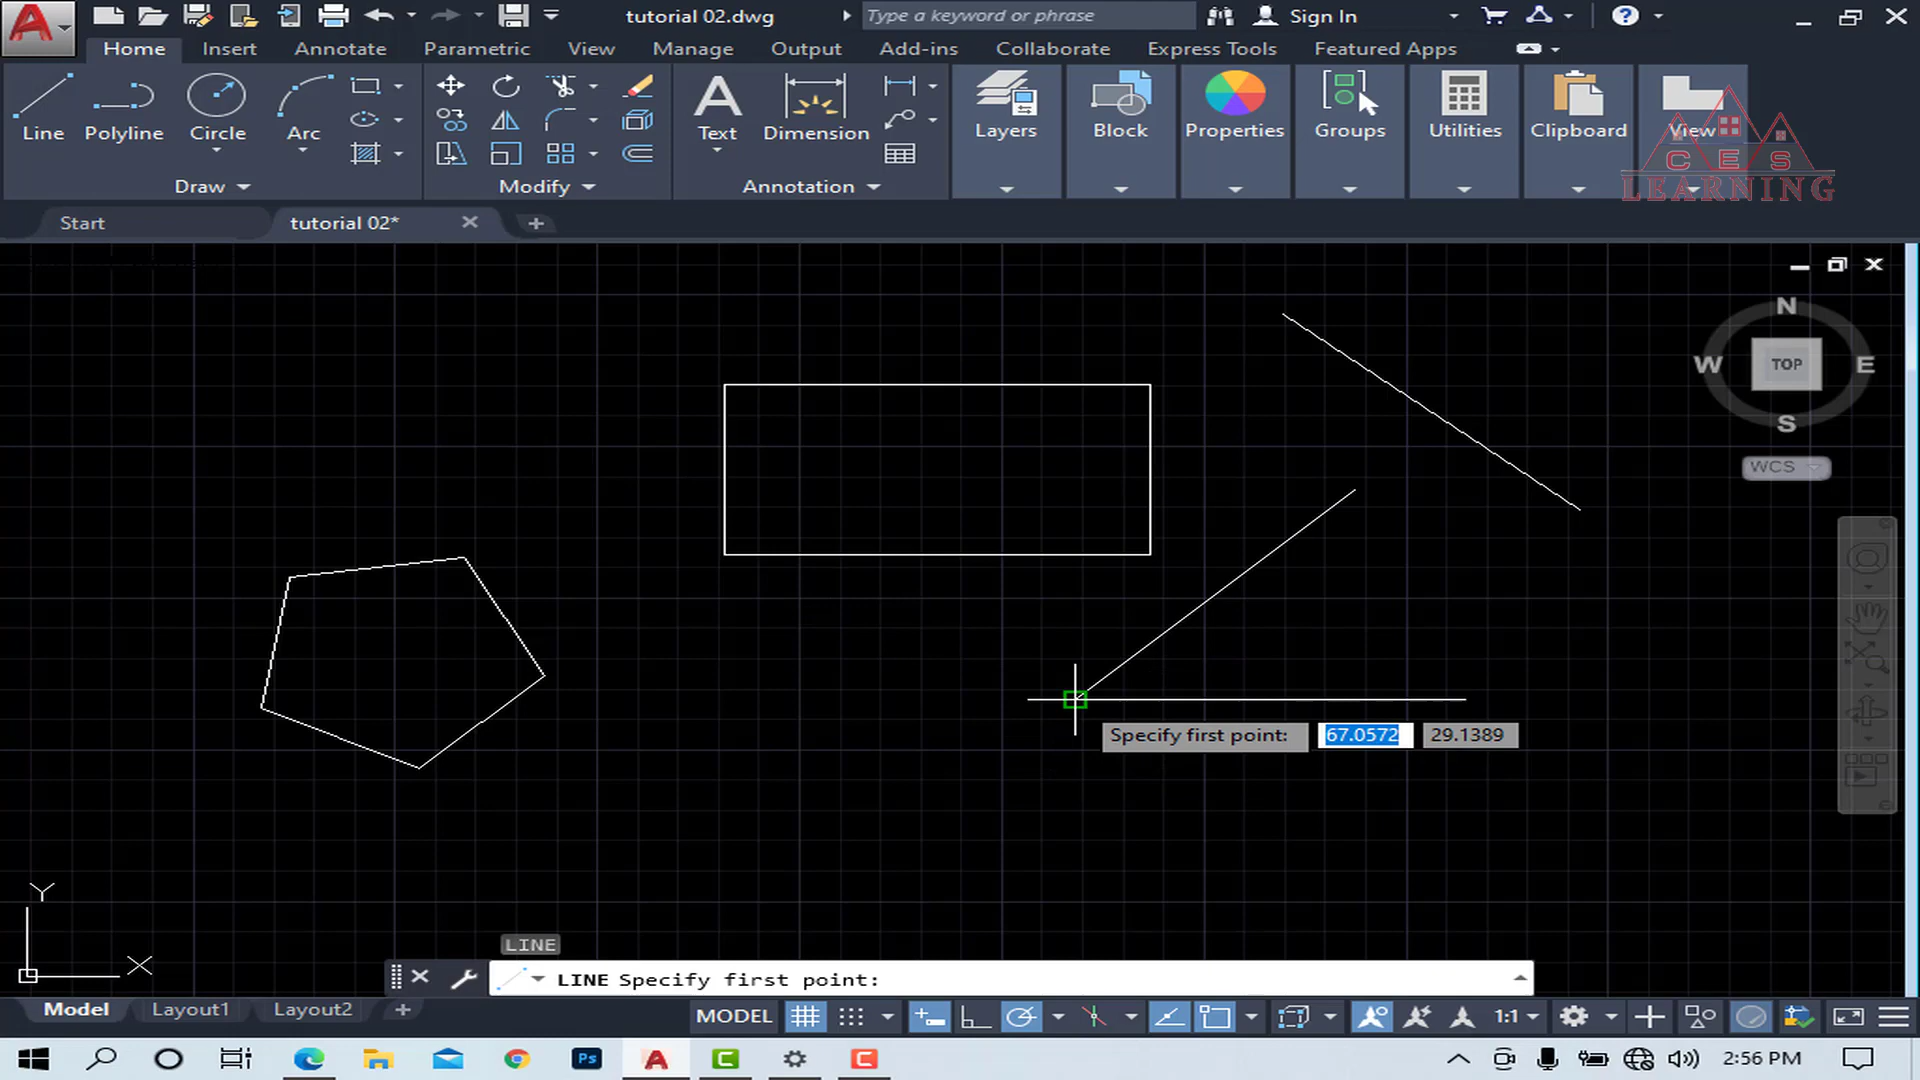 tutorial 02.dwg
Type a keyword or phrase
Sign In
Home Insert Annotate Parametric View Manage Output Add-ins Collaborate Express Tools Featured Apps
Line Polyline Circle Arc
Text Dimension
Layers Block Properties Groups Utilities Clipboard View
Draw Modify Annotation
CES
LEARNING
Start tutorial 02*
N
W TOP E
S
WCS
Specify first point: 67.0572 29.1389
Y
X
LINE
LINE Specify first point:
Model Layout1 Layout2
MODEL 1:1
Ps
2:56 PM